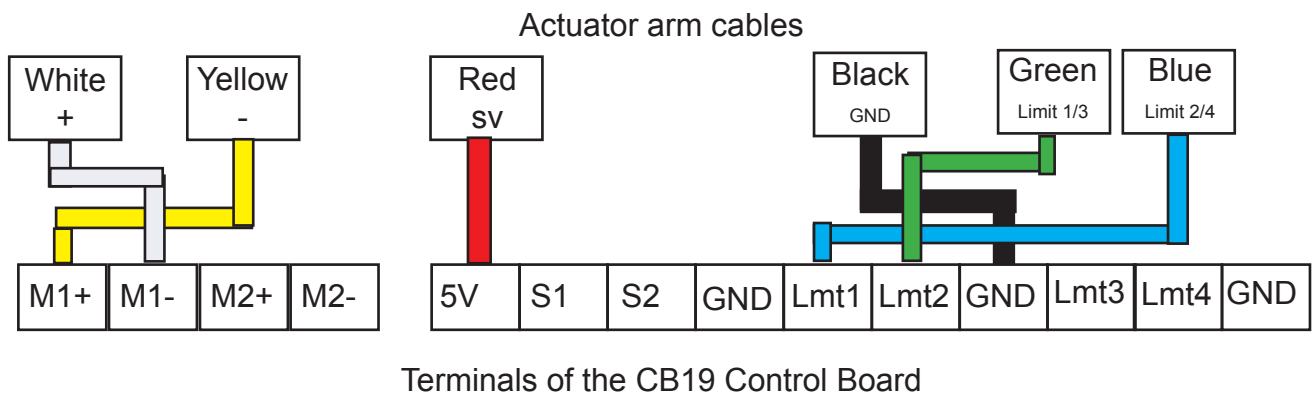 Actuator arm cables
White
+
Yellow
-
Red
sv
Black
GND
Green
Limit 1/3
Blue
Limit 2/4
M1+ M1- M2+ M2-
5V S1 S2 GND Lmt1 Lmt2 GND Lmt3 Lmt4 GND
Terminals of the CB19 Control Board